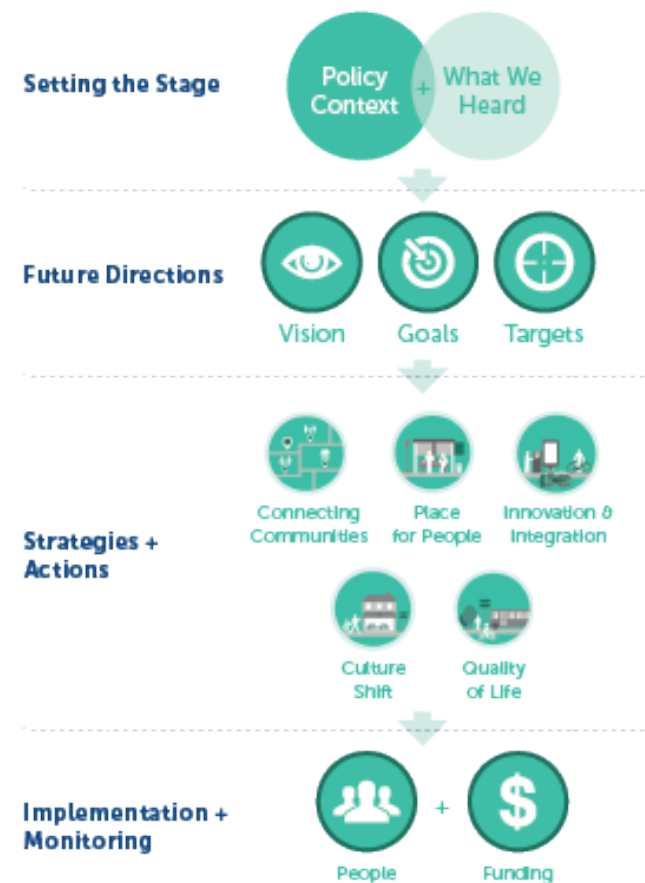 Setting the Stage
Policy
Context
+
What We
Heard
Future Directions
Vision
Goals
Targets
Strategies +
Actions
Connecting
Communities
Place
for People
Innovation &
Integration
Culture
Shift
Quality
of Life
Implementation +
Monitoring
People
+
$
Funding